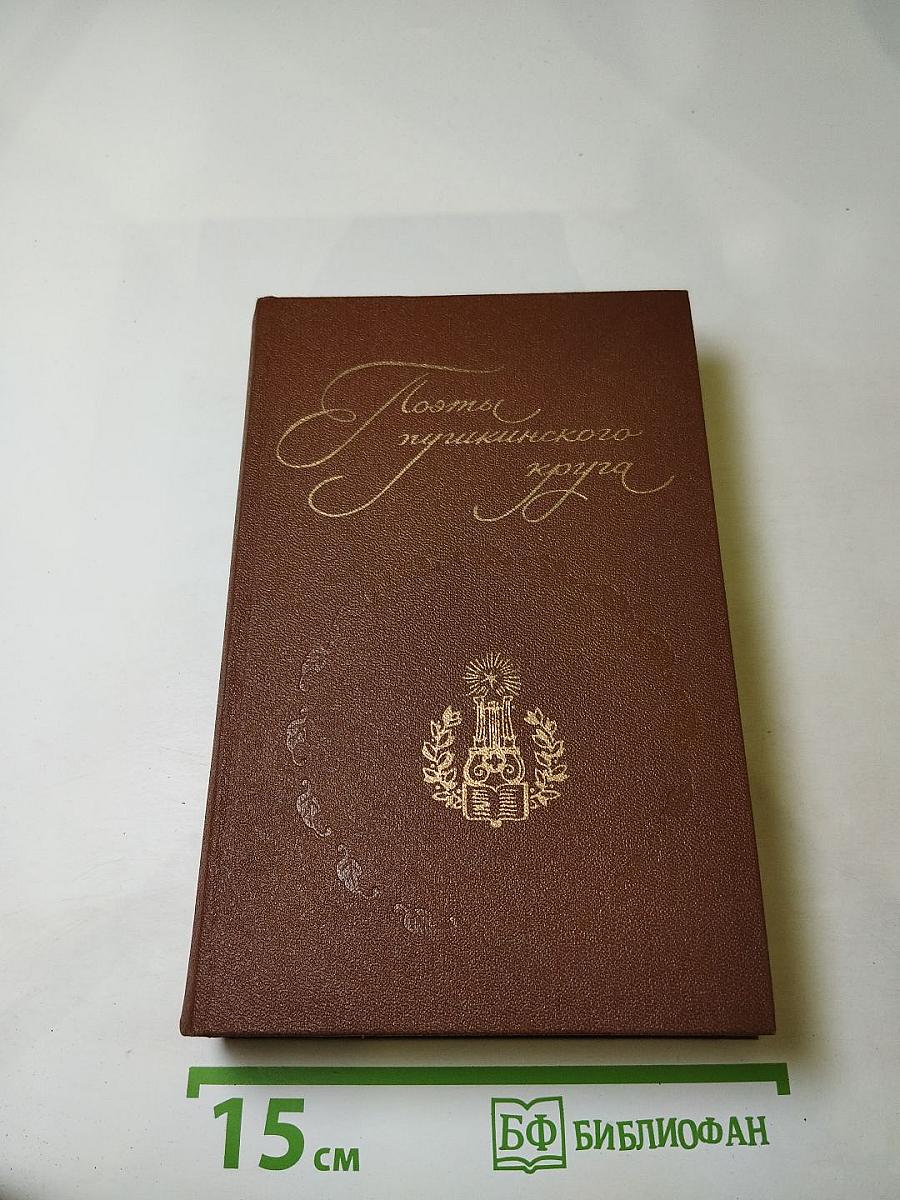 Поэты
пушкинского
круга
15 см
БФ БИБЛИОФАН